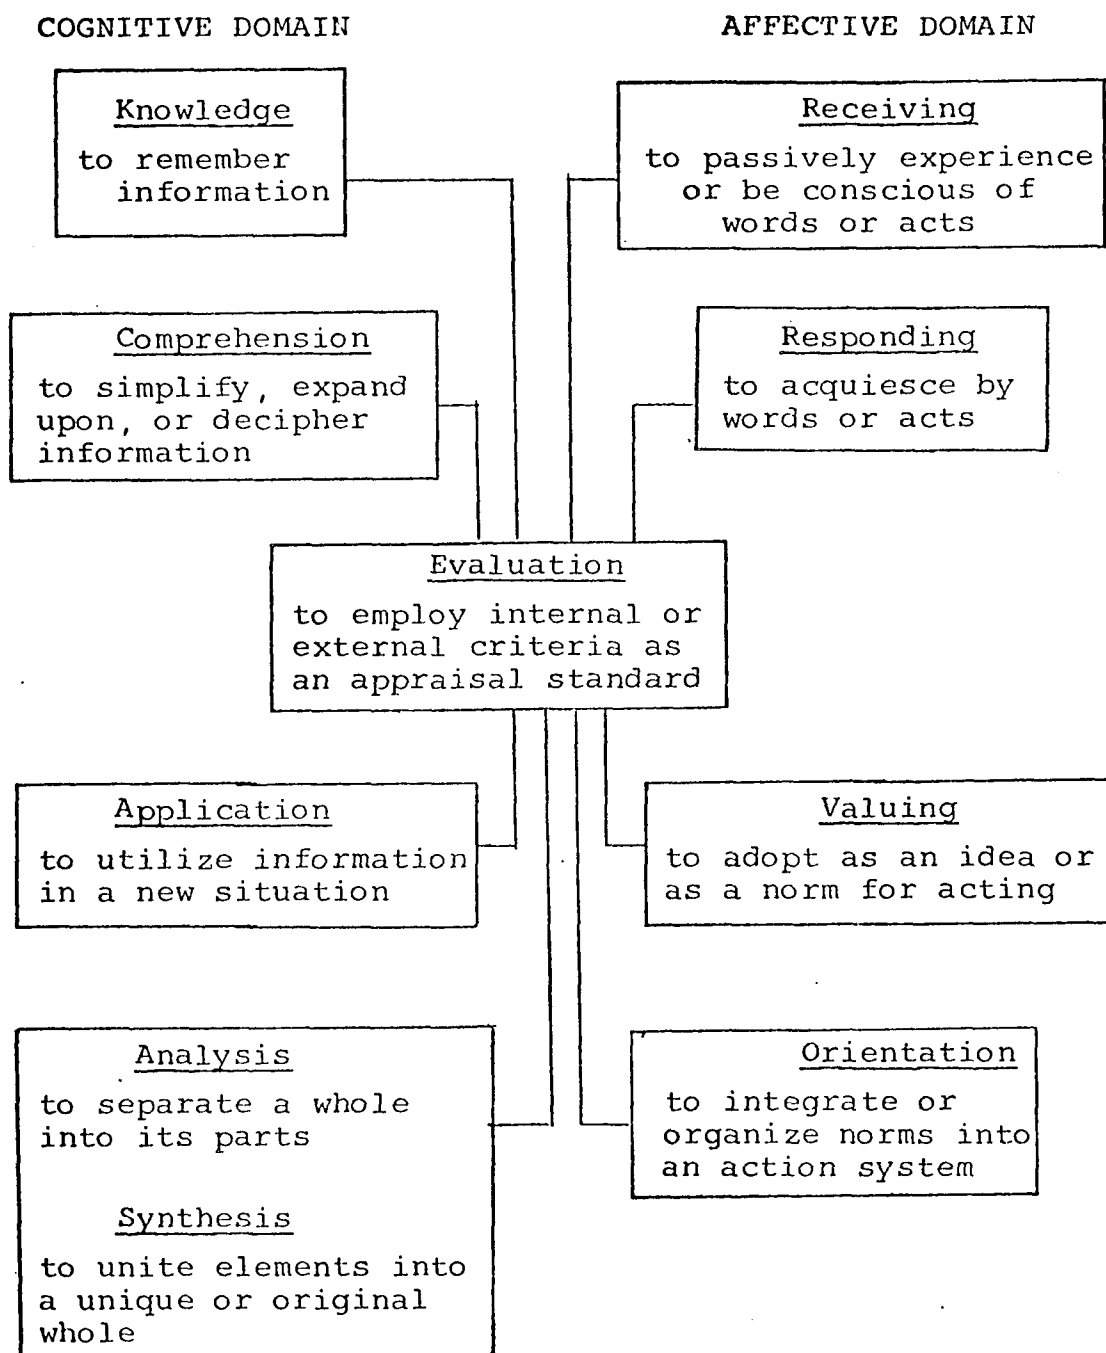 COGNITIVE DOMAIN
AFFECTIVE DOMAIN
Knowledge
to remember
information
Receiving
to passively experience
or be conscious of
words or acts
Comprehension
to simplify, expand
upon, or decipher
information
Responding
to acquiesce by
words or acts
Evaluation
to employ internal or
external criteria as
an appraisal standard
Application
to utilize information
in a new situation
Valuing
to adopt as an idea or
as a norm for acting
Analysis
to separate a whole
into its parts
Synthesis
to unite elements into
a unique or original
whole
Orientation
to integrate or
organize norms into
an action system